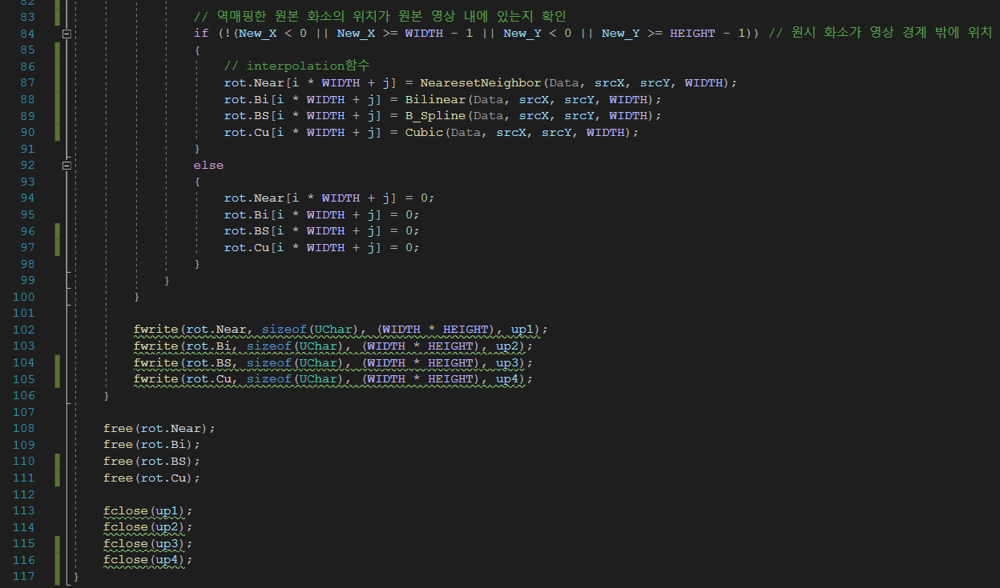 82
83 // 역매핑한 원본 화소의 위치가 원본 영상 내에 있는지 확인
84 if (!(New_X < 0 || New_X >= WIDTH - 1 || New_Y < 0 || New_Y >= HEIGHT - 1)) // 원시 화소가 영상 경계 밖에 위치
85 {
86 // interpolation함수
87 rot.Near[i * WIDTH + j] = NearesetNeighbor(Data, srcX, srcY, WIDTH);
88 rot.Bi[i * WIDTH + j] = Bilinear(Data, srcX, srcY, WIDTH);
89 rot.BS[i * WIDTH + j] = B_Spline(Data, srcX, srcY, WIDTH);
90 rot.Cu[i * WIDTH + j] = Cubic(Data, srcX, srcY, WIDTH);
91 }
92 else
93 {
94 rot.Near[i * WIDTH + j] = 0;
95 rot.Bi[i * WIDTH + j] = 0;
96 rot.BS[i * WIDTH + j] = 0;
97 rot.Cu[i * WIDTH + j] = 0;
98 }
99 }
100 }
101
102 fwrite(rot.Near, sizeof(UChar), (WIDTH * HEIGHT), up1);
103 fwrite(rot.Bi, sizeof(UChar), (WIDTH * HEIGHT), up2);
104 fwrite(rot.BS, sizeof(UChar), (WIDTH * HEIGHT), up3);
105 fwrite(rot.Cu, sizeof(UChar), (WIDTH * HEIGHT), up4);
106 }
107
108 free(rot.Near);
109 free(rot.Bi);
110 free(rot.BS);
111 free(rot.Cu);
112
113 fclose(up1);
114 fclose(up2);
115 fclose(up3);
116 fclose(up4);
117 }